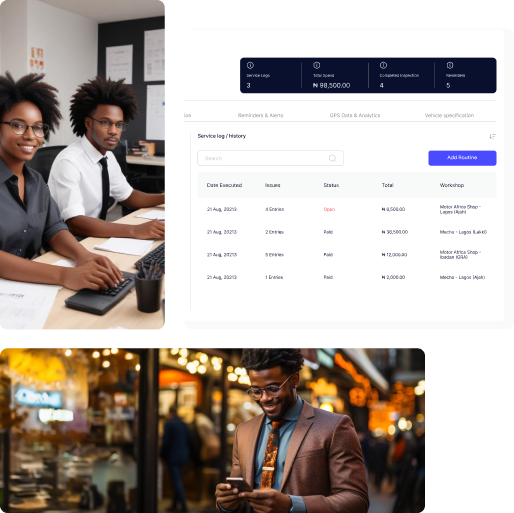 Service Logs
3
Total Spend
₦ 98,500.00
Completed Inspection
4
Reminders
5
Reminders & Alerts
GPS Data & Analytics
Vehicle specification
Service log / history
Search
Add Routine
Date Executed Issues Status Total Workshop
21 Aug, 20213 4 Entries Open ₦ 6,500.00 Motor Africa Shop -
Lagos (Ajah)
21 Aug, 20213 2 Entries Paid ₦ 38,500.00 Mecho - Lagos (Lekki)
21 Aug, 20213 5 Entries Paid ₦ 12,000.00 Motor Africa Shop -
Ibadan (GRA)
21 Aug, 20213 1 Entries Paid ₦ 2,000.00 Mecho - Lagos (Ajah)